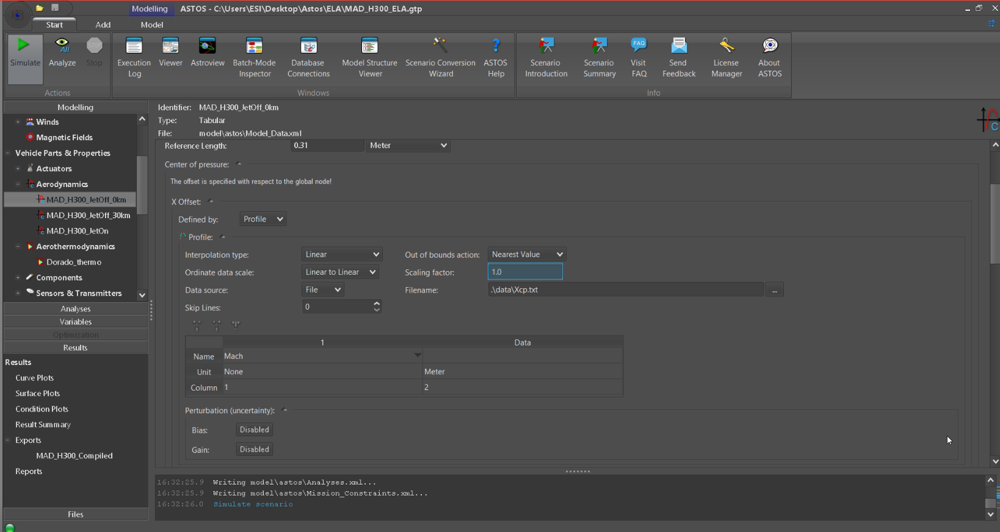 Modelling ASTOS - C:\Users\ESI\Desktop\Astos\ELA\MAD_H300_ELA.gtp
Start Add Model
Simulate
All
Analyze
STOP
Stop
Actions
Execution Log
Viewer
Astroview
Batch-Mode Inspector
Database Connections
Model Structure Viewer
Scenario Conversion Wizard
ASTOS Help
Windows
Scenario Introduction
Scenario Summary
FAQ
Visit FAQ
Send Feedback
License Manager
About ASTOS
Info
Modelling
Winds
Magnetic Fields
Vehicle Parts & Properties
Actuators
Aerodynamics
MAD_H300_JetOff_0km
MAD_H300_JetOff_30km
MAD_H300_JetOn
Aerothermodynamics
Dorado_thermo
Components
Sensors & Transmitters
Analyses
Variables
Optimization
Results
Results
Curve Plots
Surface Plots
Condition Plots
Result Summary
Exports
MAD_H300_Compiled
Reports
Files
Identifier: MAD_H300_JetOff_0km
Type: Tabular
File: model\astos\Model_Data.xml
Reference Length: 0.31 Meter
Center of pressure:
The offset is specified with respect to the global node!
X Offset:
Defined by: Profile
Profile:
Interpolation type: Linear Out of bounds action: Nearest Value
Ordinate data scale: Linear to Linear Scaling factor: 1.0
Data source: File Filename: .\data\Xcp.txt ...
Skip Lines: 0
1 Data
Name Mach
Unit None Meter
Column 1 2
Perturbation (uncertainty):
Bias: Disabled
Gain: Disabled
16:32:25.9 Writing model\astos\Analyses.xml...
16:32:25.9 Writing model\astos\Mission_Constraints.xml...
16:32:26.0 Simulate scenario